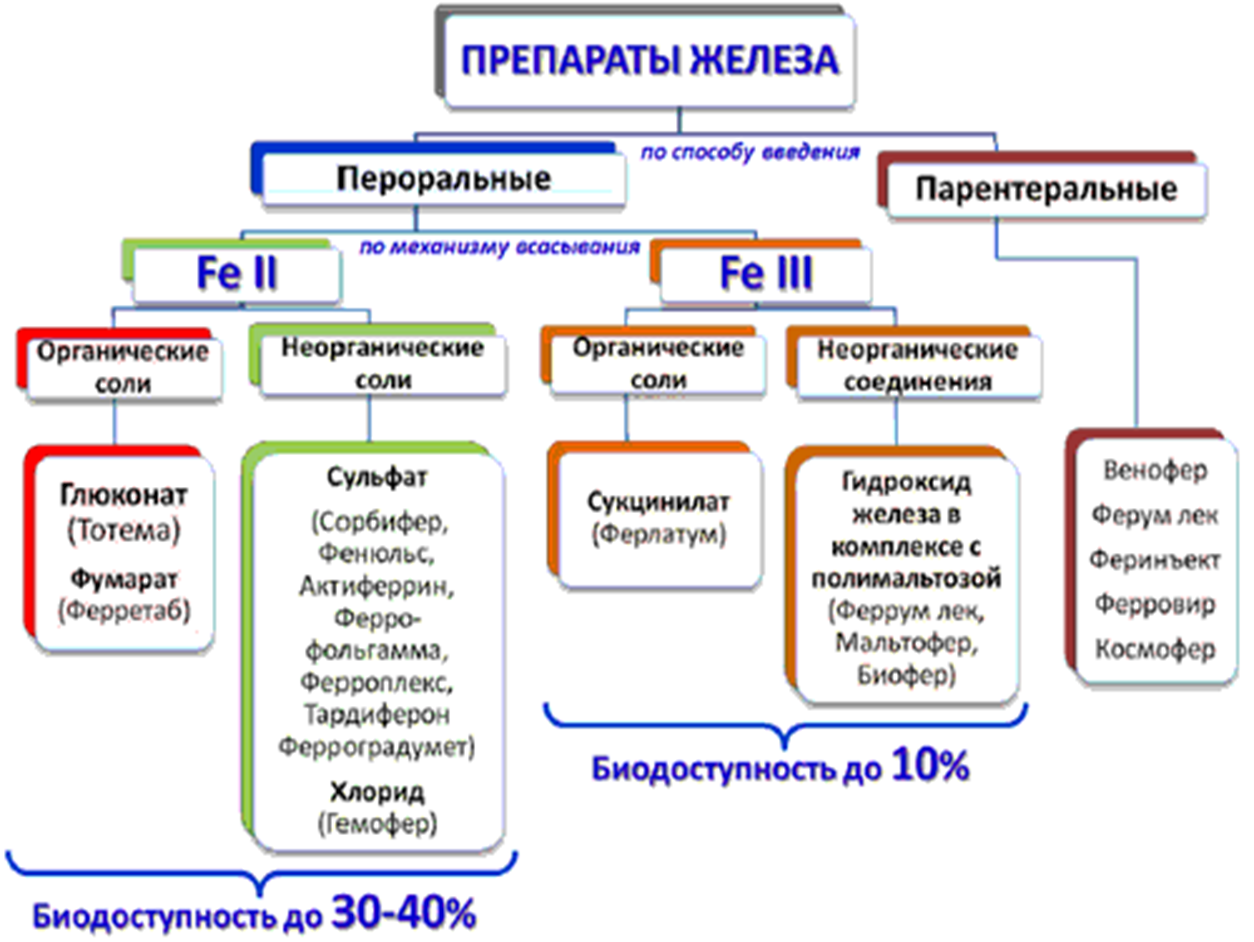 ПРЕПАРАТЫ ЖЕЛЕЗА
по способу введения
Пероральные
Парентеральные
по механизму всасывания
Fe II
Fe III
Органические
соли
Неорганические
соли
Органические
соли
Неорганические
соединения
Глюконат
(Тотема)
Фумарат
(Ферретаб)
Сульфат
(Сорбифер,
Фенюльс,
Актиферрин,
Ферро-
фольгамма,
Ферроплекс,
Тардиферон
Ферроградумет)
Хлорид
(Гемофер)
Сукцинилат
(Ферлатум)
Гидроксид
железа в
комплексе с
полимальтозой
(Феррум лек,
Мальтофер,
Биофер)
Венофер
Ферум лек
Феринъект
Ферровир
Космофер
Биодоступность до 10%
Биодоступность до 30-40%